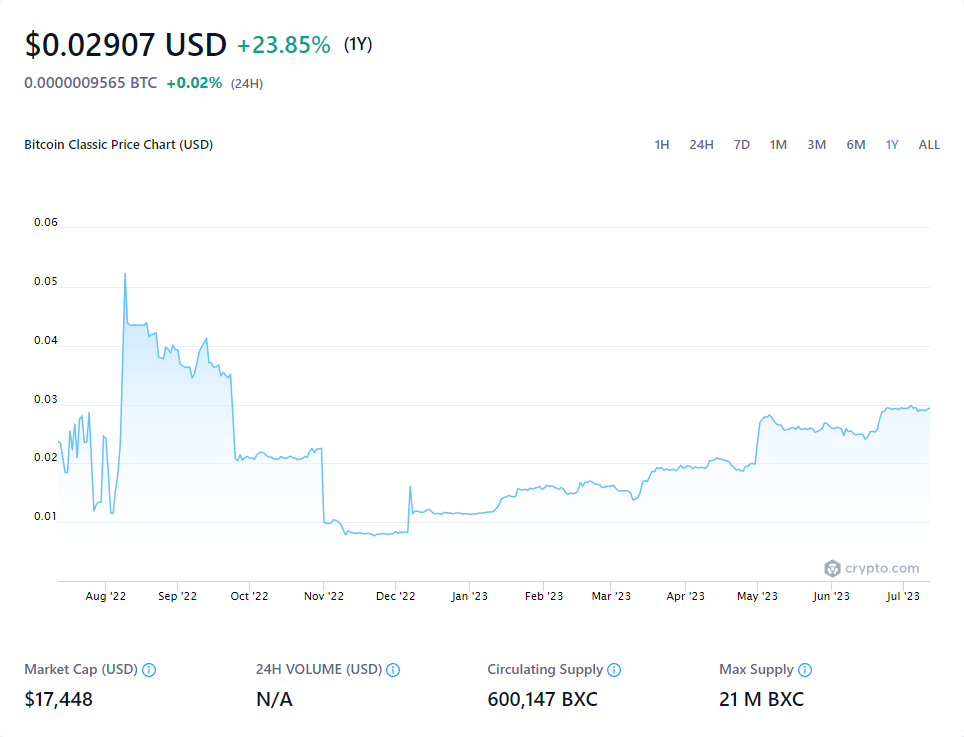 $0.02907 USD +23.85% (1Y)
0.0000009565 BTC +0.02% (24H)
Bitcoin Classic Price Chart (USD) 1H 24H 7D 1M 3M 6M 1Y ALL
0.06
0.05
0.04
0.03
0.02
0.01
crypto.com
Aug '22 Sep '22 Oct '22 Nov '22 Dec '22 Jan '23 Feb '23 Mar '23 Apr '23 May '23 Jun '23 Jul '23
Market Cap (USD) 24H VOLUME (USD) Circulating Supply Max Supply
$17,448 N/A 600,147 BXC 21 M BXC